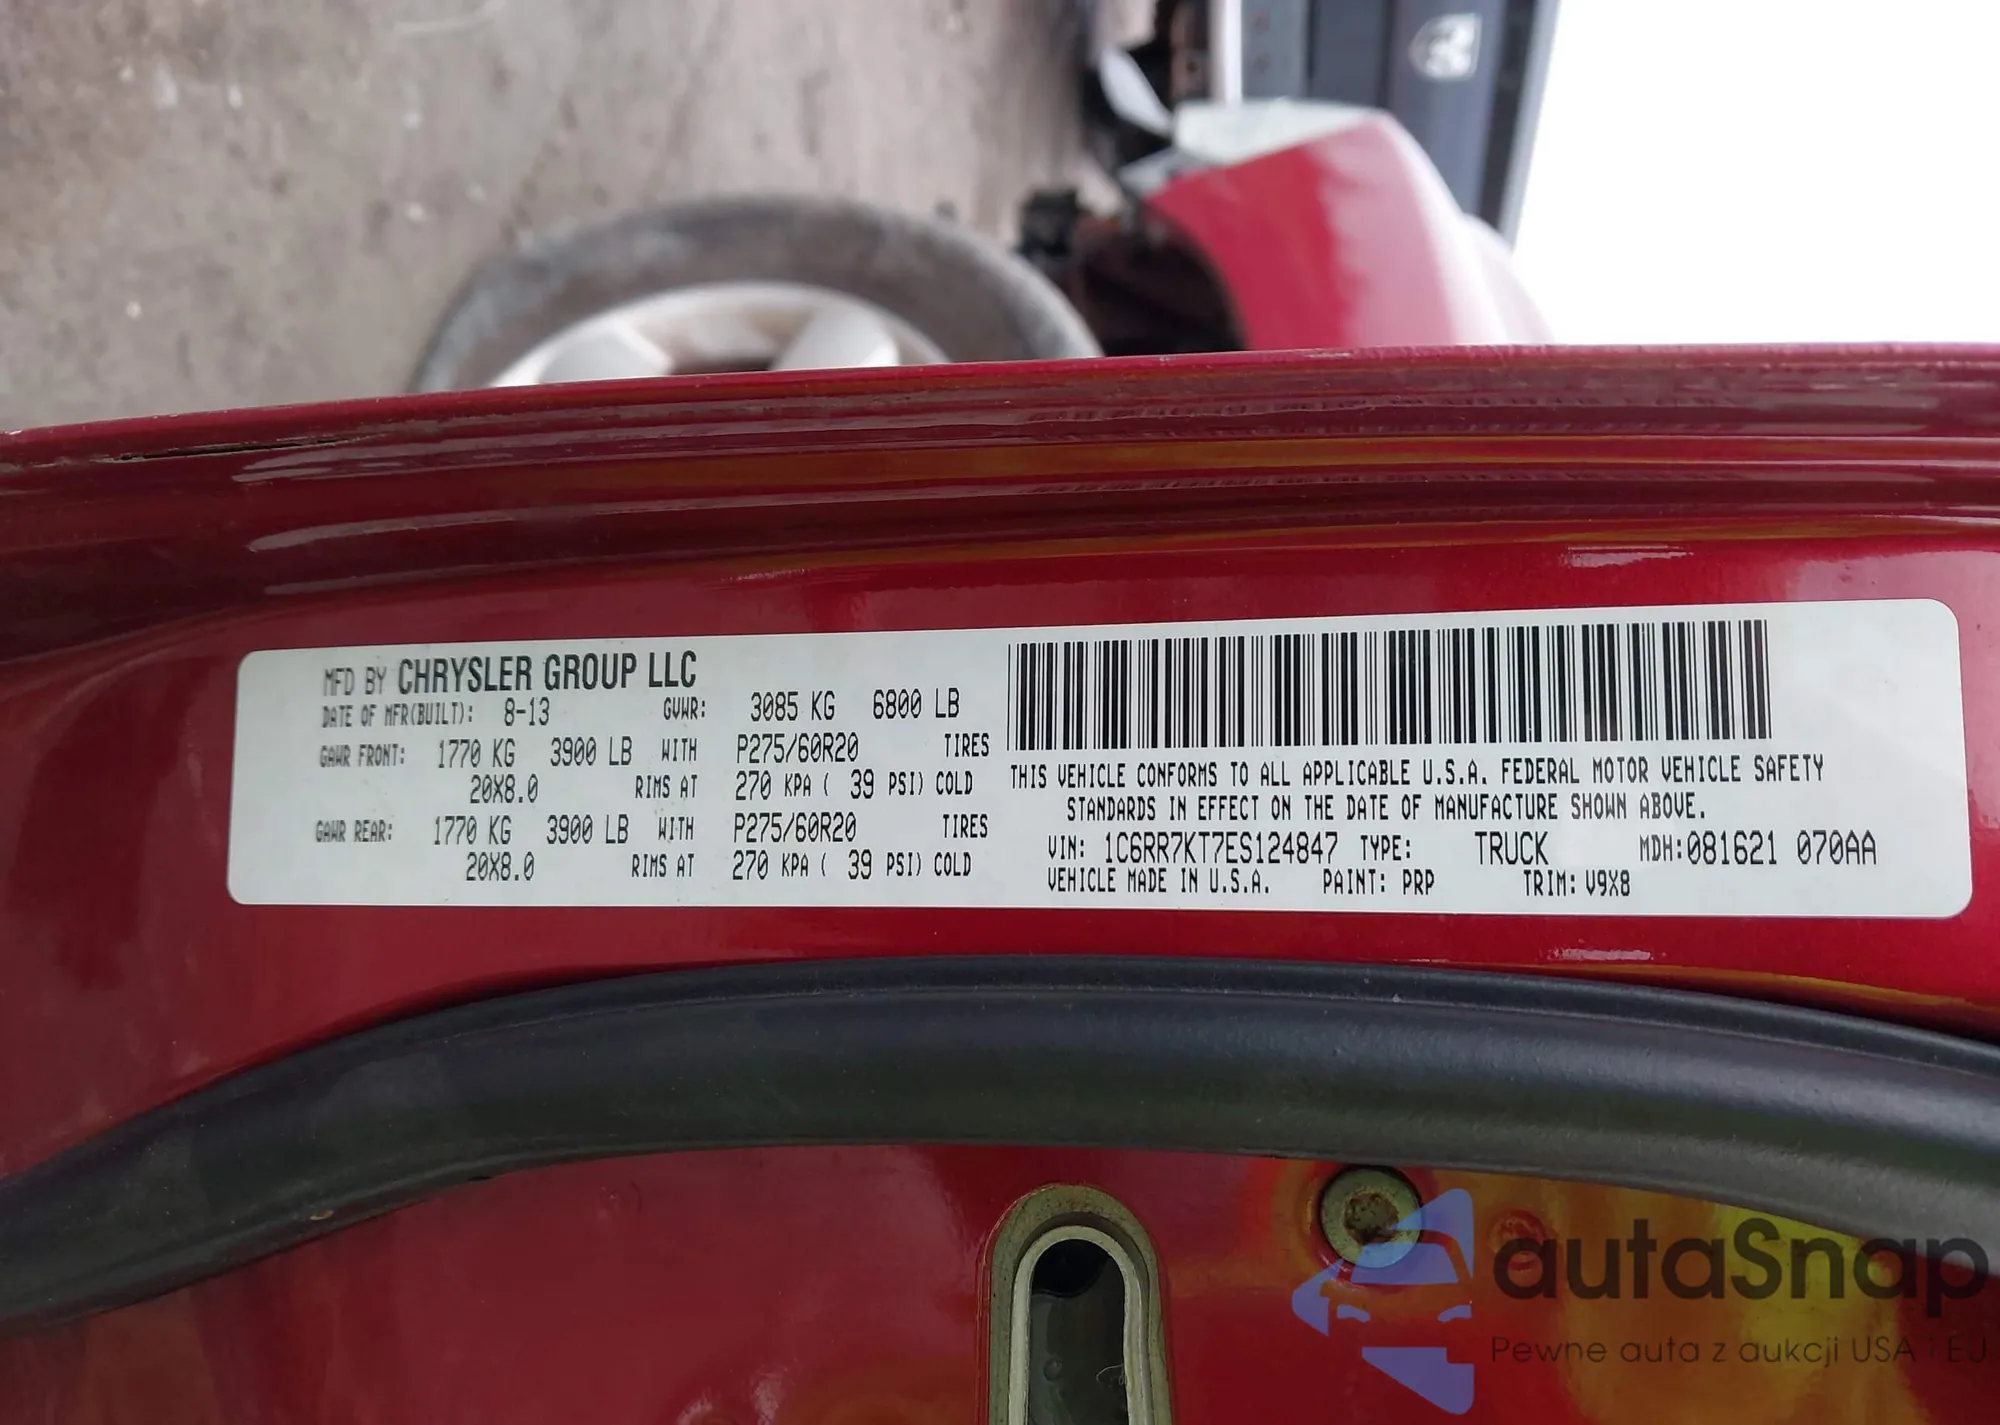 MFD BY CHRYSLER GROUP LLC
DATE OF MFR(BUILT): 8-13 GVWR: 3085 KG 6800 LB
GAWR FRONT: 1770 KG 3900 LB WITH P275/60R20 TIRES
20X8.0 RIMS AT 270 KPA ( 39 PSI) COLD
GAWR REAR: 1770 KG 3900 LB WITH P275/60R20 TIRES
20X8.0 RIMS AT 270 KPA ( 39 PSI) COLD
THIS VEHICLE CONFORMS TO ALL APPLICABLE U.S.A. FEDERAL MOTOR VEHICLE SAFETY
STANDARDS IN EFFECT ON THE DATE OF MANUFACTURE SHOWN ABOVE.
VIN: 1C6RR7KT7ES124847 TYPE: TRUCK MDH:081621 070AA
VEHICLE MADE IN U.S.A. PAINT: PRP TRIM: V9X8
autaSnap
Pewne auta z aukcji USA i EU